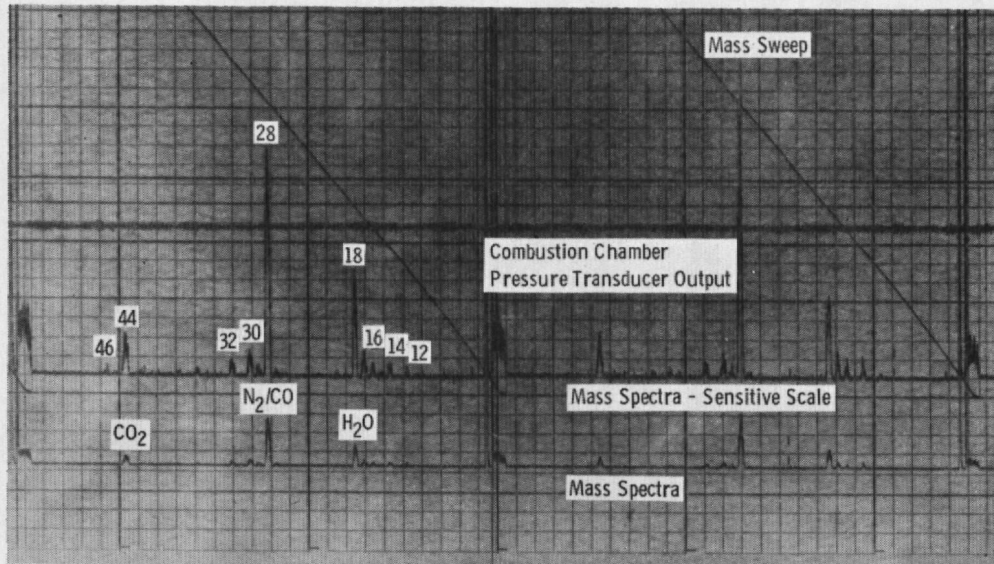 Mass Sweep
28
18
Combustion Chamber
Pressure Transducer Output
44
46
32
30
16
14
12
N2/CO
Mass Spectra - Sensitive Scale
CO2
H2O
Mass Spectra